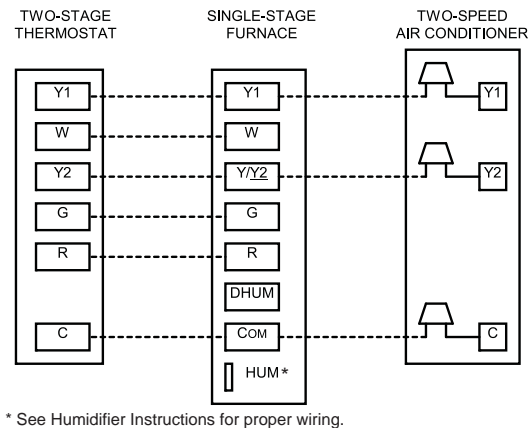 TWO-STAGE THERMOSTAT
SINGLE-STAGE FURNACE
TWO-SPEED AIR CONDITIONER
Y1 Y1 Y1
W W
Y2 Y/Y2 Y2
G G
R R
DHUM
C COM C
HUM*
* See Humidifier Instructions for proper wiring.